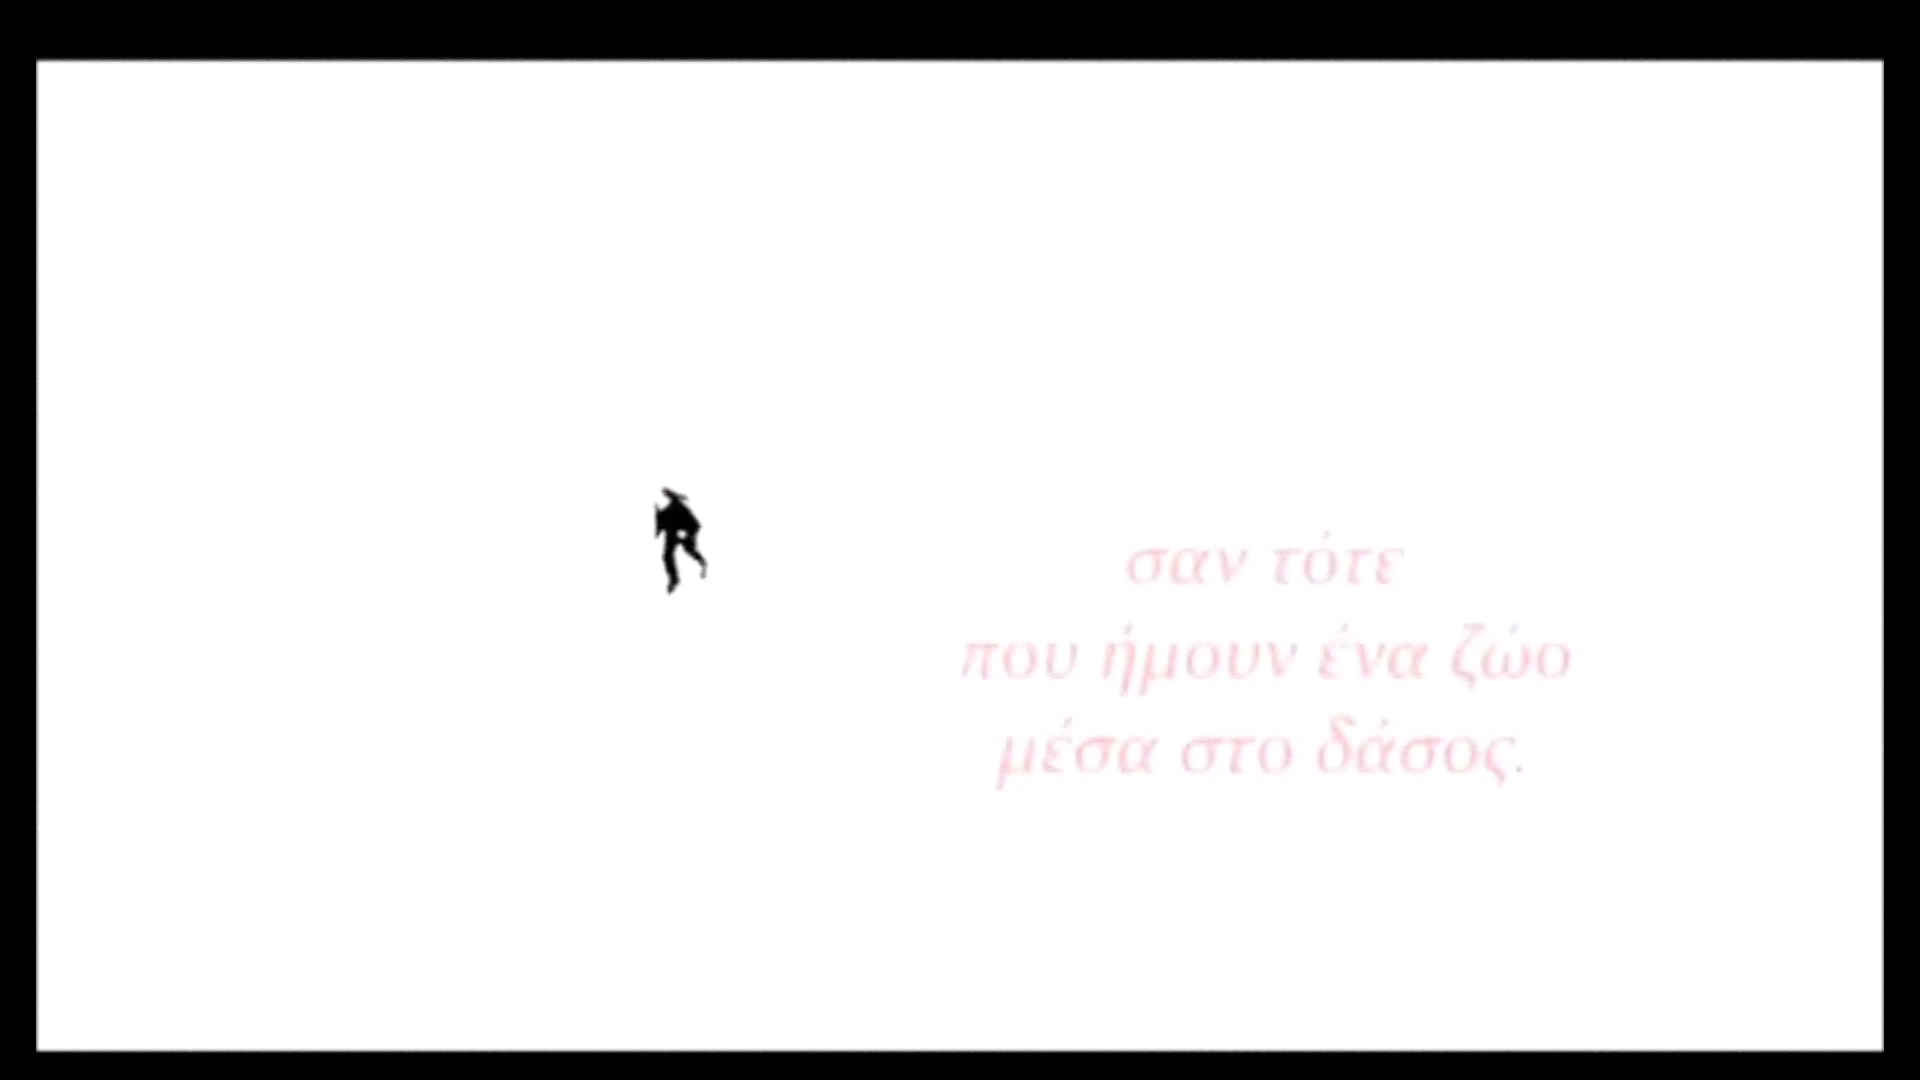 σαν τότε
που ήμουν ένα ζώο
μέσα στο δάσος.